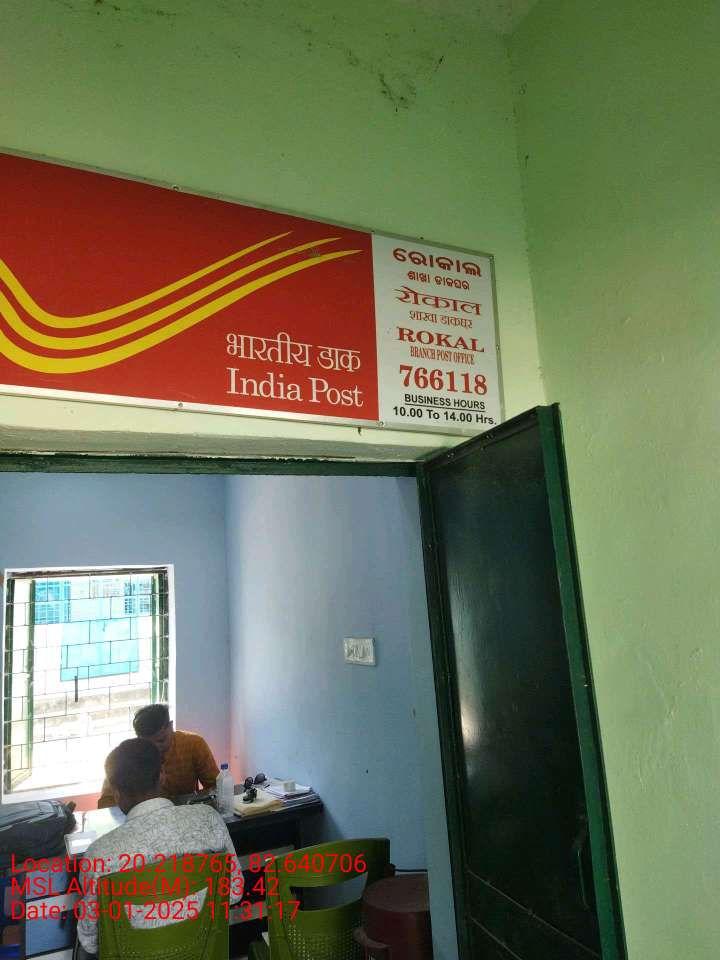 भारतीय डाक
India Post
ରୋକାଲ
ଶାଖା ଡାକଘର
रोकाल
शाखा डाकघर
ROKAL
BRANCH POST OFFICE
766118
BUSINESS HOURS
10.00 To 14.00 Hrs.
Location: 20.218765, 82.640706
MSL Altitude(M): 183.42
Date: 03-01-2025 11:31:17